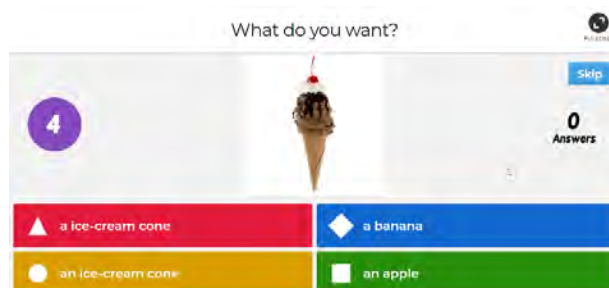 What do you want?
Skip
4
0
Answers
a ice-cream cone
a banana
an ice-cream cone
an apple